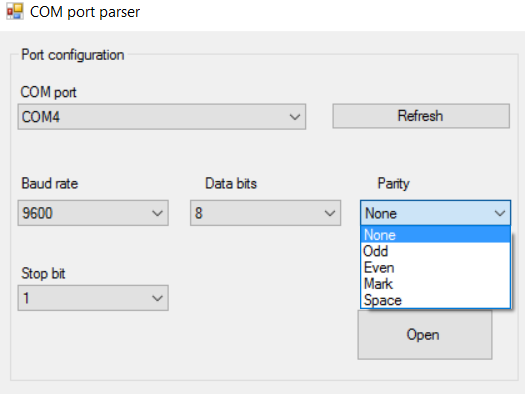 COM port parser
Port configuration
COM port
COM4
Refresh
Baud rate
Data bits
Parity
9600
8
None
None
Odd
Even
Mark
Space
Stop bit
1
Open